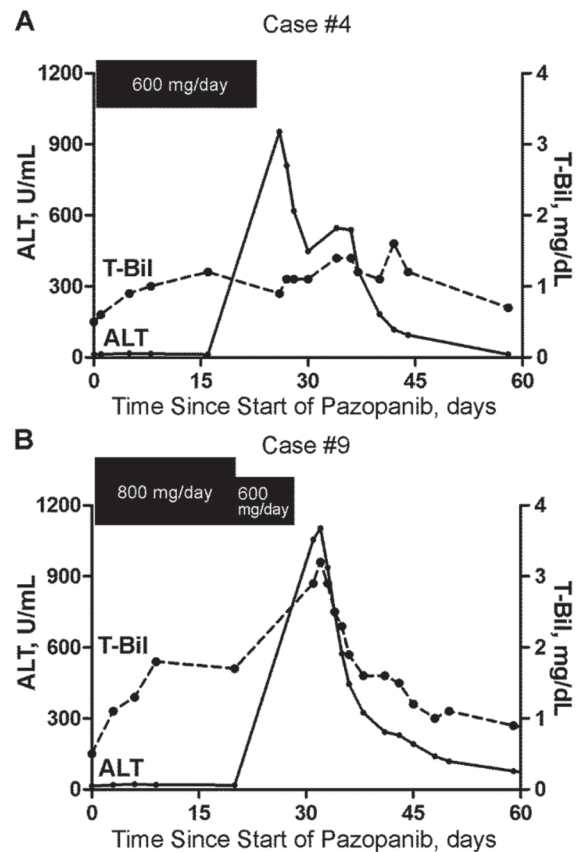 A
Case #4
600 mg/day
1200
900
600
300
0
ALT, U/mL
4
3
2
1
0
T-Bil, mg/dL
T-Bil
ALT
0 15 30 45 60
Time Since Start of Pazopanib, days
B
Case #9
800 mg/day
600
mg/day
1200
900
600
300
0
ALT, U/mL
4
3
2
1
0
T-Bil, mg/dL
T-Bil
ALT
0 15 30 45 60
Time Since Start of Pazopanib, days